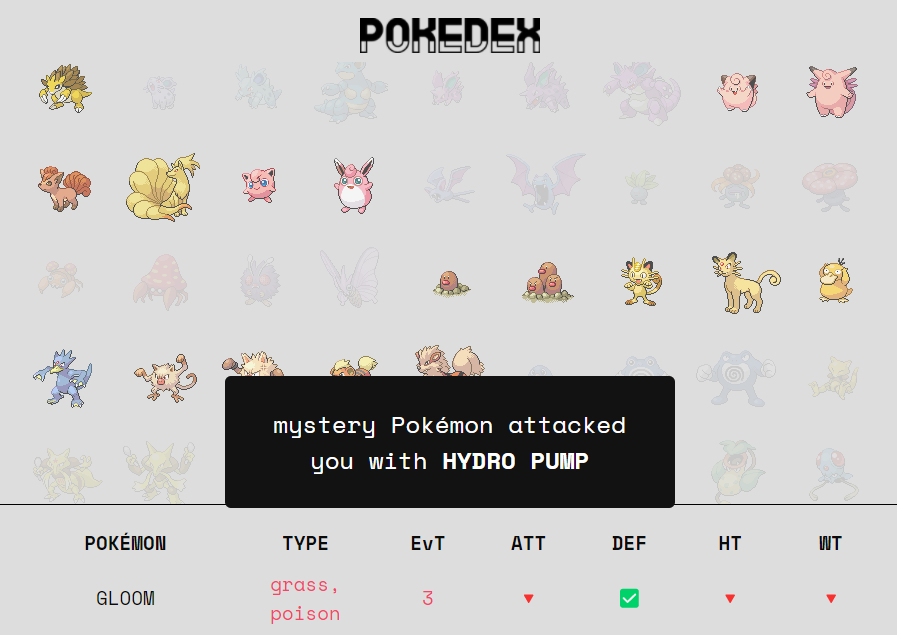 POKEDEX
mystery Pokémon attacked
you with HYDRO PUMP
POKÉMON TYPE EvT ATT DEF HT WT
GLOOM grass, poison 3